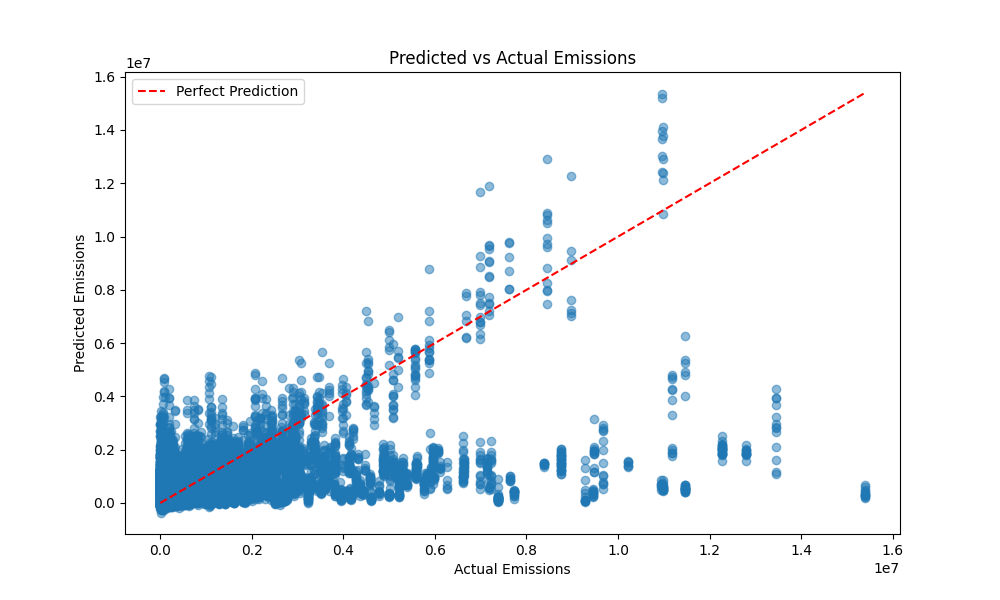 Predicted vs Actual Emissions
1e7
1.6
1.4
1.2
1.0
0.8
0.6
0.4
0.2
0.0
Predicted Emissions
Perfect Prediction
0.0 0.2 0.4 0.6 0.8 1.0 1.2 1.4 1.6
Actual Emissions
1e7